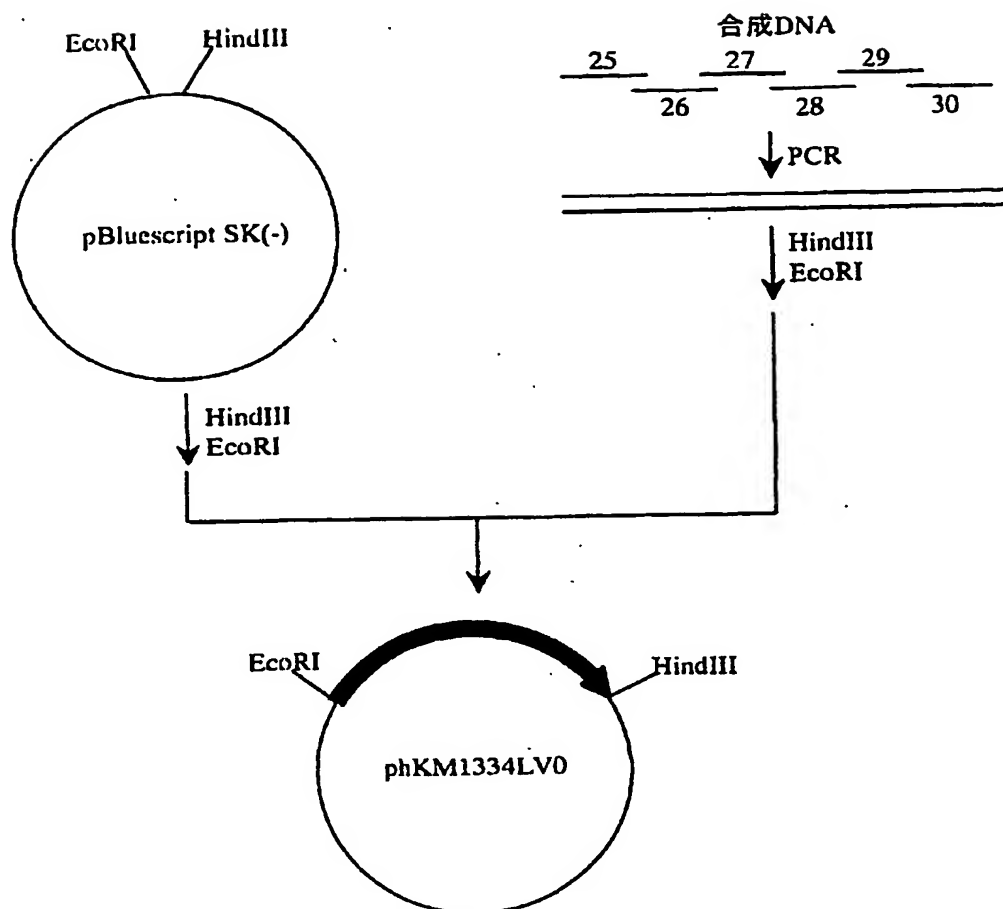 EcoRI
HindIII
pBluescript SK(-)
HindIII
EcoRI
合成DNA
25
27
29
26
28
30
PCR
HindIII
EcoRI
EcoRI
HindIII
phKM1334LV0